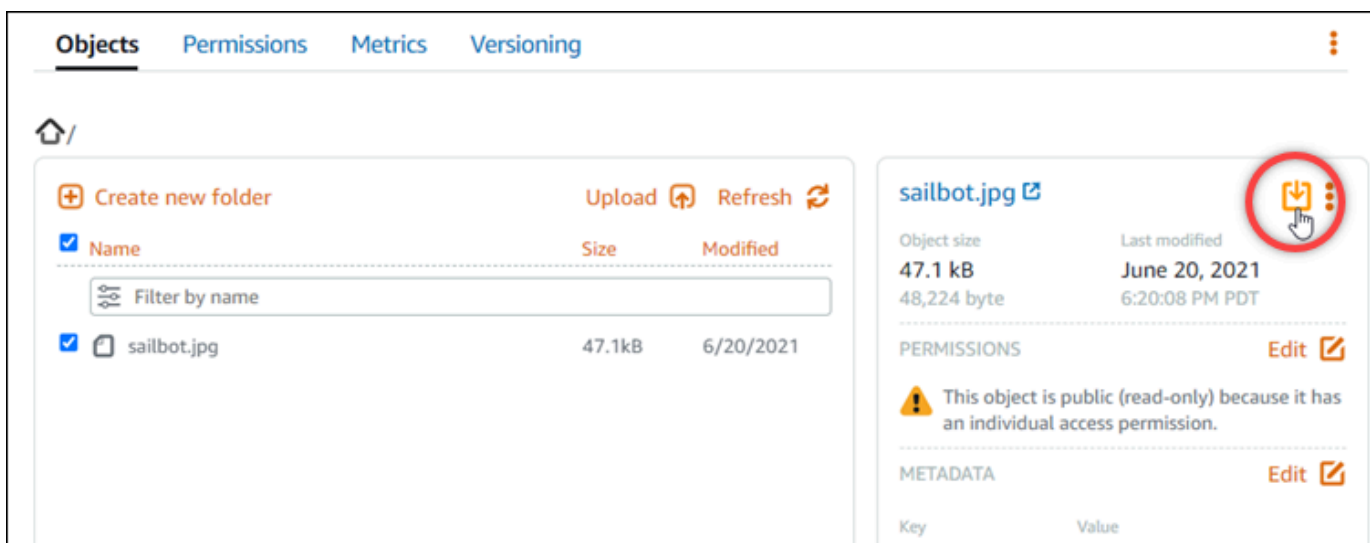 Objects Permissions Metrics Versioning
/
Create new folder Upload Refresh
Name Size Modified
Filter by name
sailbot.jpg 47.1kB 6/20/2021
sailbot.jpg
Object size Last modified
47.1 kB June 20, 2021
48,224 byte 6:20:08 PM PDT
PERMISSIONS Edit
This object is public (read-only) because it has
an individual access permission.
METADATA Edit
Key Value